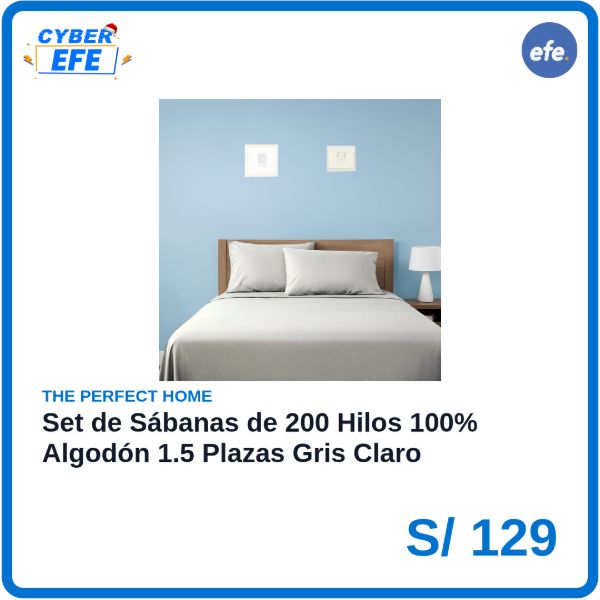 CYBER
EFE
efe.
THE PERFECT HOME
Set de Sábanas de 200 Hilos 100%
Algodón 1.5 Plazas Gris Claro
S/ 129